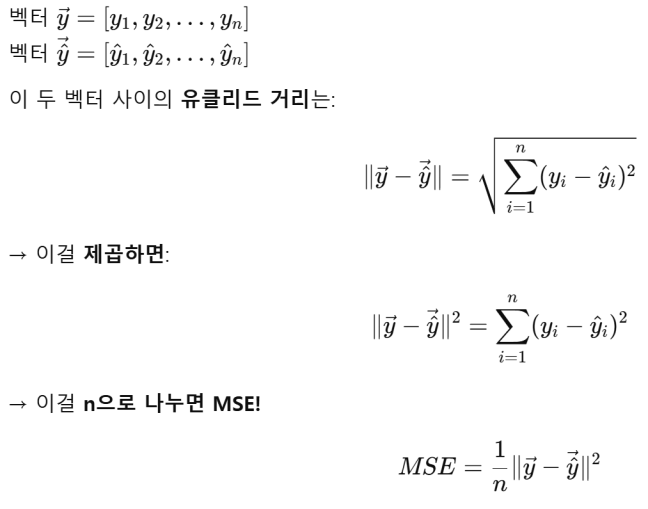 벡터 $\vec{y} = [y_1, y_2, \ldots, y_n]$
벡터 $\vec{\hat{y}} = [\hat{y}_1, \hat{y}_2, \ldots, \hat{y}_n]$
이 두 벡터 사이의 유클리드 거리는:
$\|\vec{y} - \vec{\hat{y}}\| = \sqrt{\sum_{i=1}^{n} (y_i - \hat{y}_i)^2}$
→ 이걸 제곱하면:
$\|\vec{y} - \vec{\hat{y}}\|^2 = \sum_{i=1}^{n} (y_i - \hat{y}_i)^2$
→ 이걸 n으로 나누면 MSE!
$MSE = \frac{1}{n} \|\vec{y} - \vec{\hat{y}}\|^2$